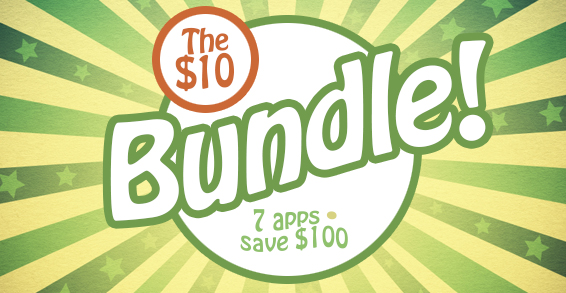 The
$10
Bundle!
7 apps •
save $100